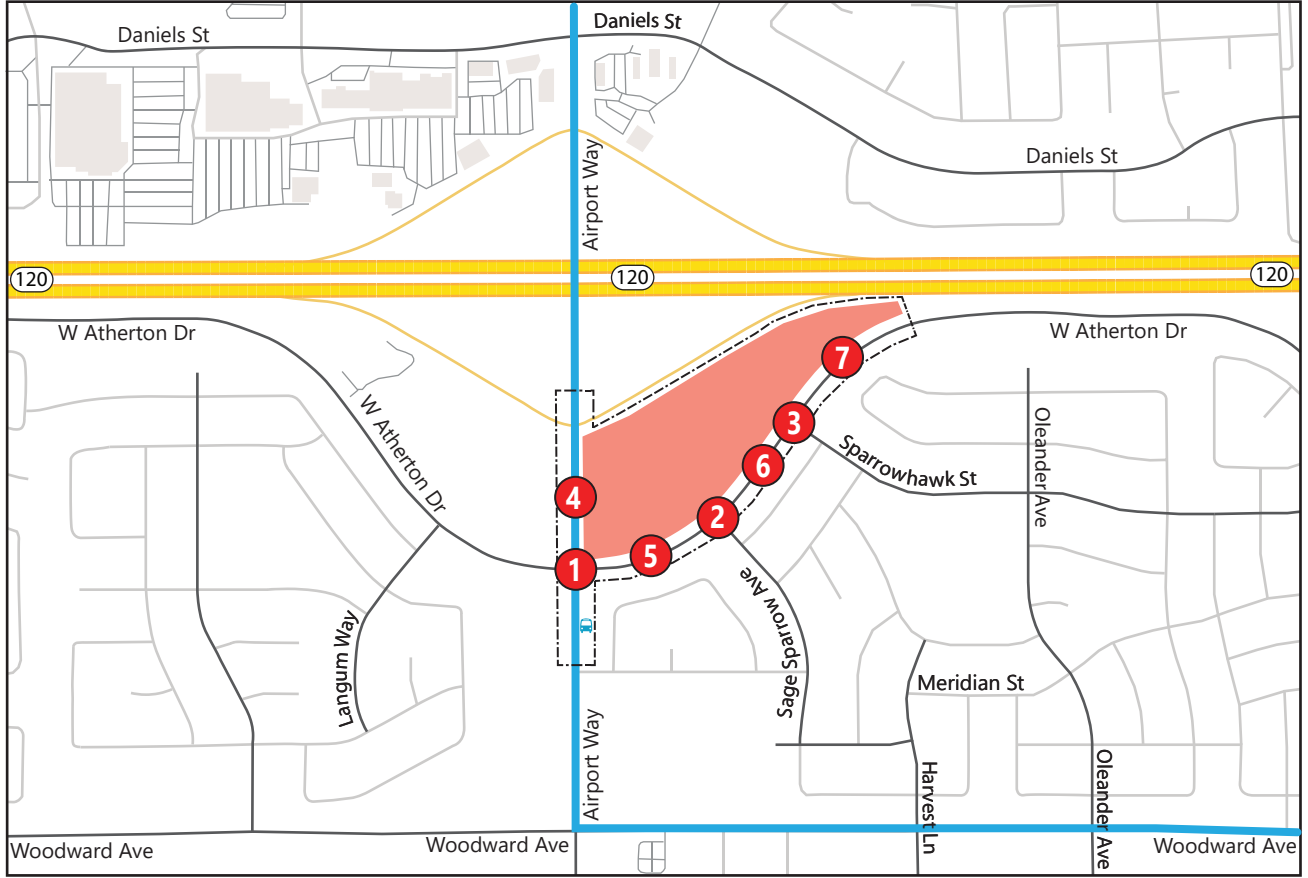 Daniels St
Daniels St
Airport Way
Daniels St
120
120
120
W Atherton Dr
W Atherton Dr
7
W Atherton Dr
3
Sparrowhawk St
Oleander Ave
6
4
2
5
1
Sage Sparrow Ave
Langum Way
Meridian St
Airport Way
Harvest Ln
Oleander Ave
Woodward Ave
Woodward Ave
Woodward Ave